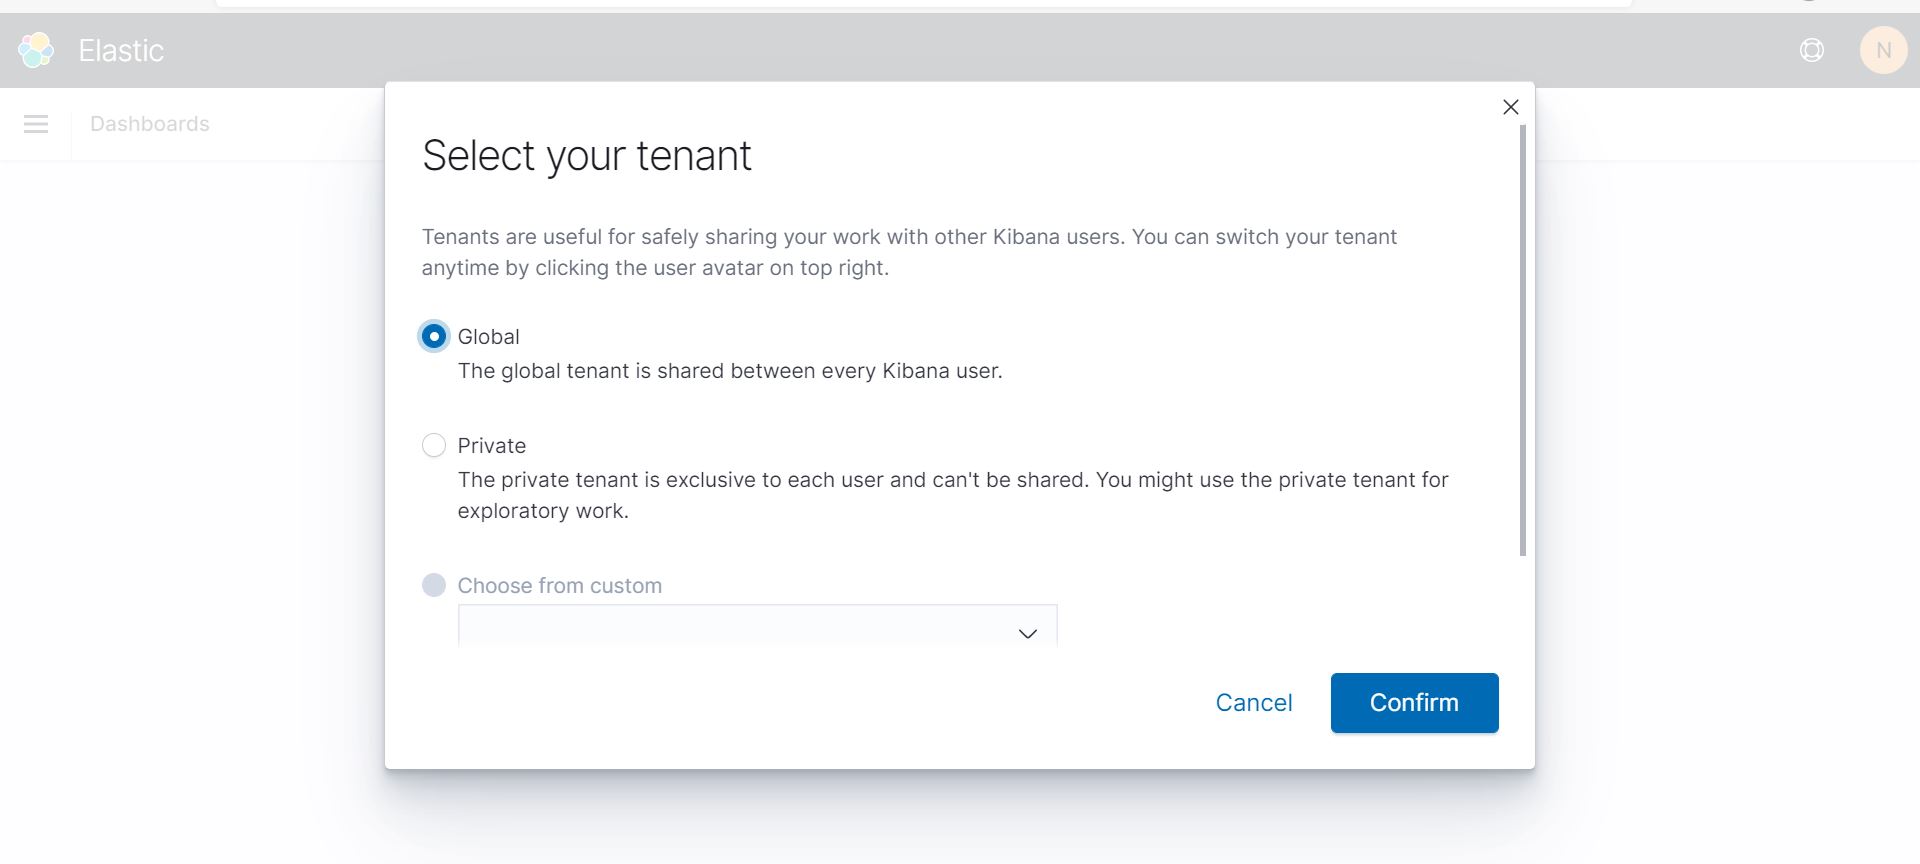 Elastic
N
Dashboards
Select your tenant
Tenants are useful for safely sharing your work with other Kibana users. You can switch your tenant
anytime by clicking the user avatar on top right.
Global
The global tenant is shared between every Kibana user.
Private
The private tenant is exclusive to each user and can't be shared. You might use the private tenant for
exploratory work.
Choose from custom
Cancel
Confirm